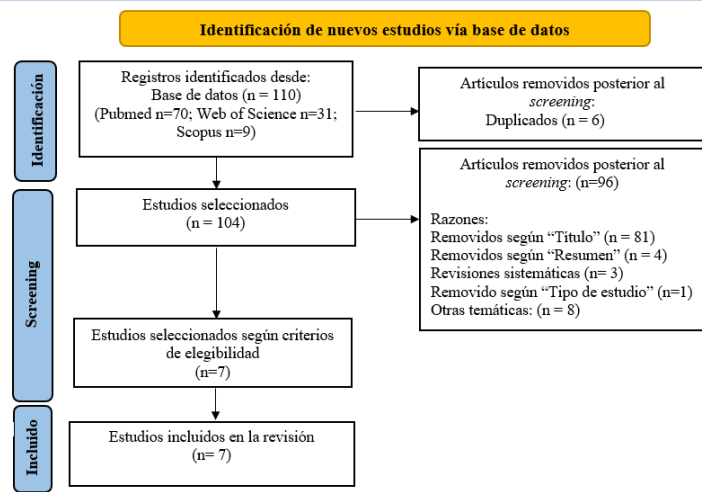 Identificación de nuevos estudios vía base de datos
Identificación
Registros identificados desde:
Base de datos (n = 110)
(Pubmed n=70; Web of Science n=31;
Scopus n=9)
Artículos removidos posterior al
screening:
Duplicados (n = 6)
Screening
Estudios seleccionados
(n = 104)
Artículos removidos posterior al
screening: (n=96)
Razones:
Removidos según “Título” (n = 81)
Removidos según “Resumen” (n = 4)
Revisiones sistemáticas (n= 3)
Removido según “Tipo de estudio” (n=1)
Otras temáticas: (n = 8)
Estudios seleccionados según criterios
de elegibilidad
(n=7)
Incluido
Estudios incluidos en la revisión
(n= 7)